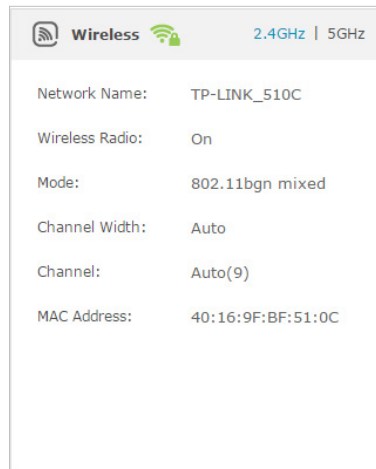 Wireless 2.4GHz | 5GHz
Network Name: TP-LINK_510C
Wireless Radio: On
Mode: 802.11bgn mixed
Channel Width: Auto
Channel: Auto(9)
MAC Address: 40:16:9F:BF:51:0C